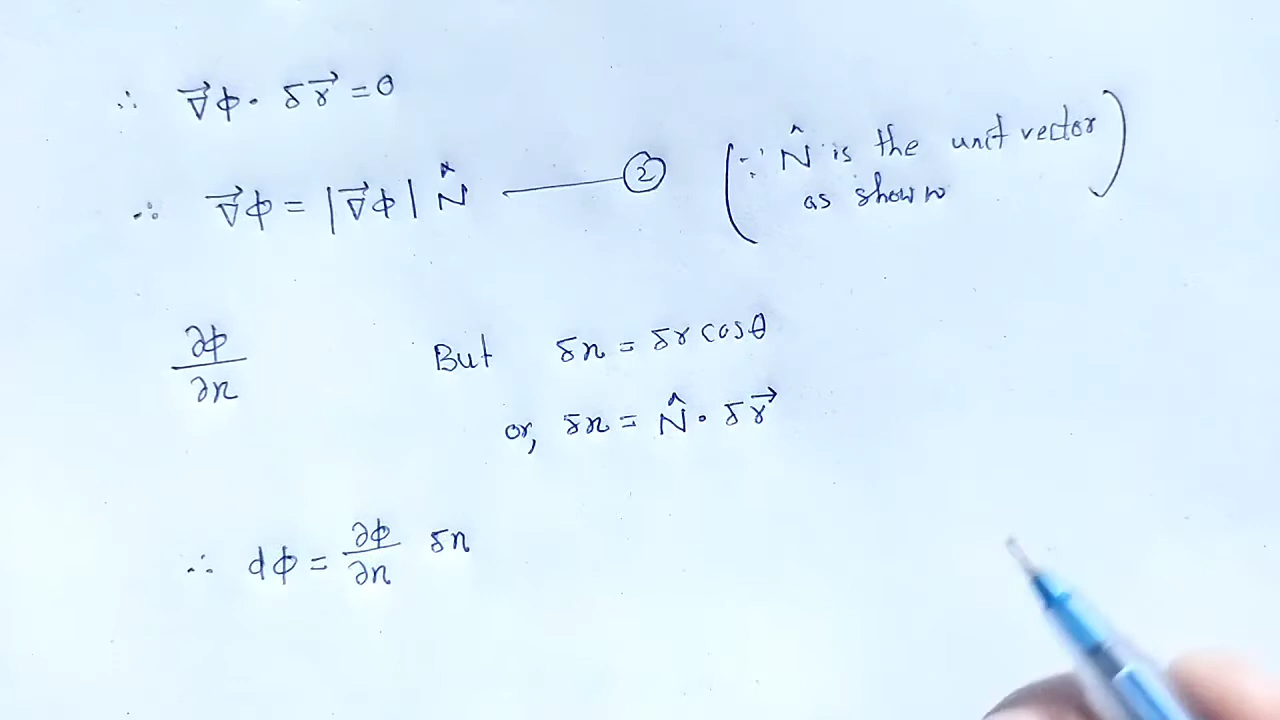 ∴ ∇⃗ϕ · δr⃗ = 0
∴ ∇⃗ϕ = |∇⃗ϕ| N̂ —— ② (∵ N̂ is the unit vector
as shown)
∂ϕ/∂n But δn = δr cosθ
or, δn = N̂ · δr⃗
∴ dϕ = ∂ϕ/∂n δn